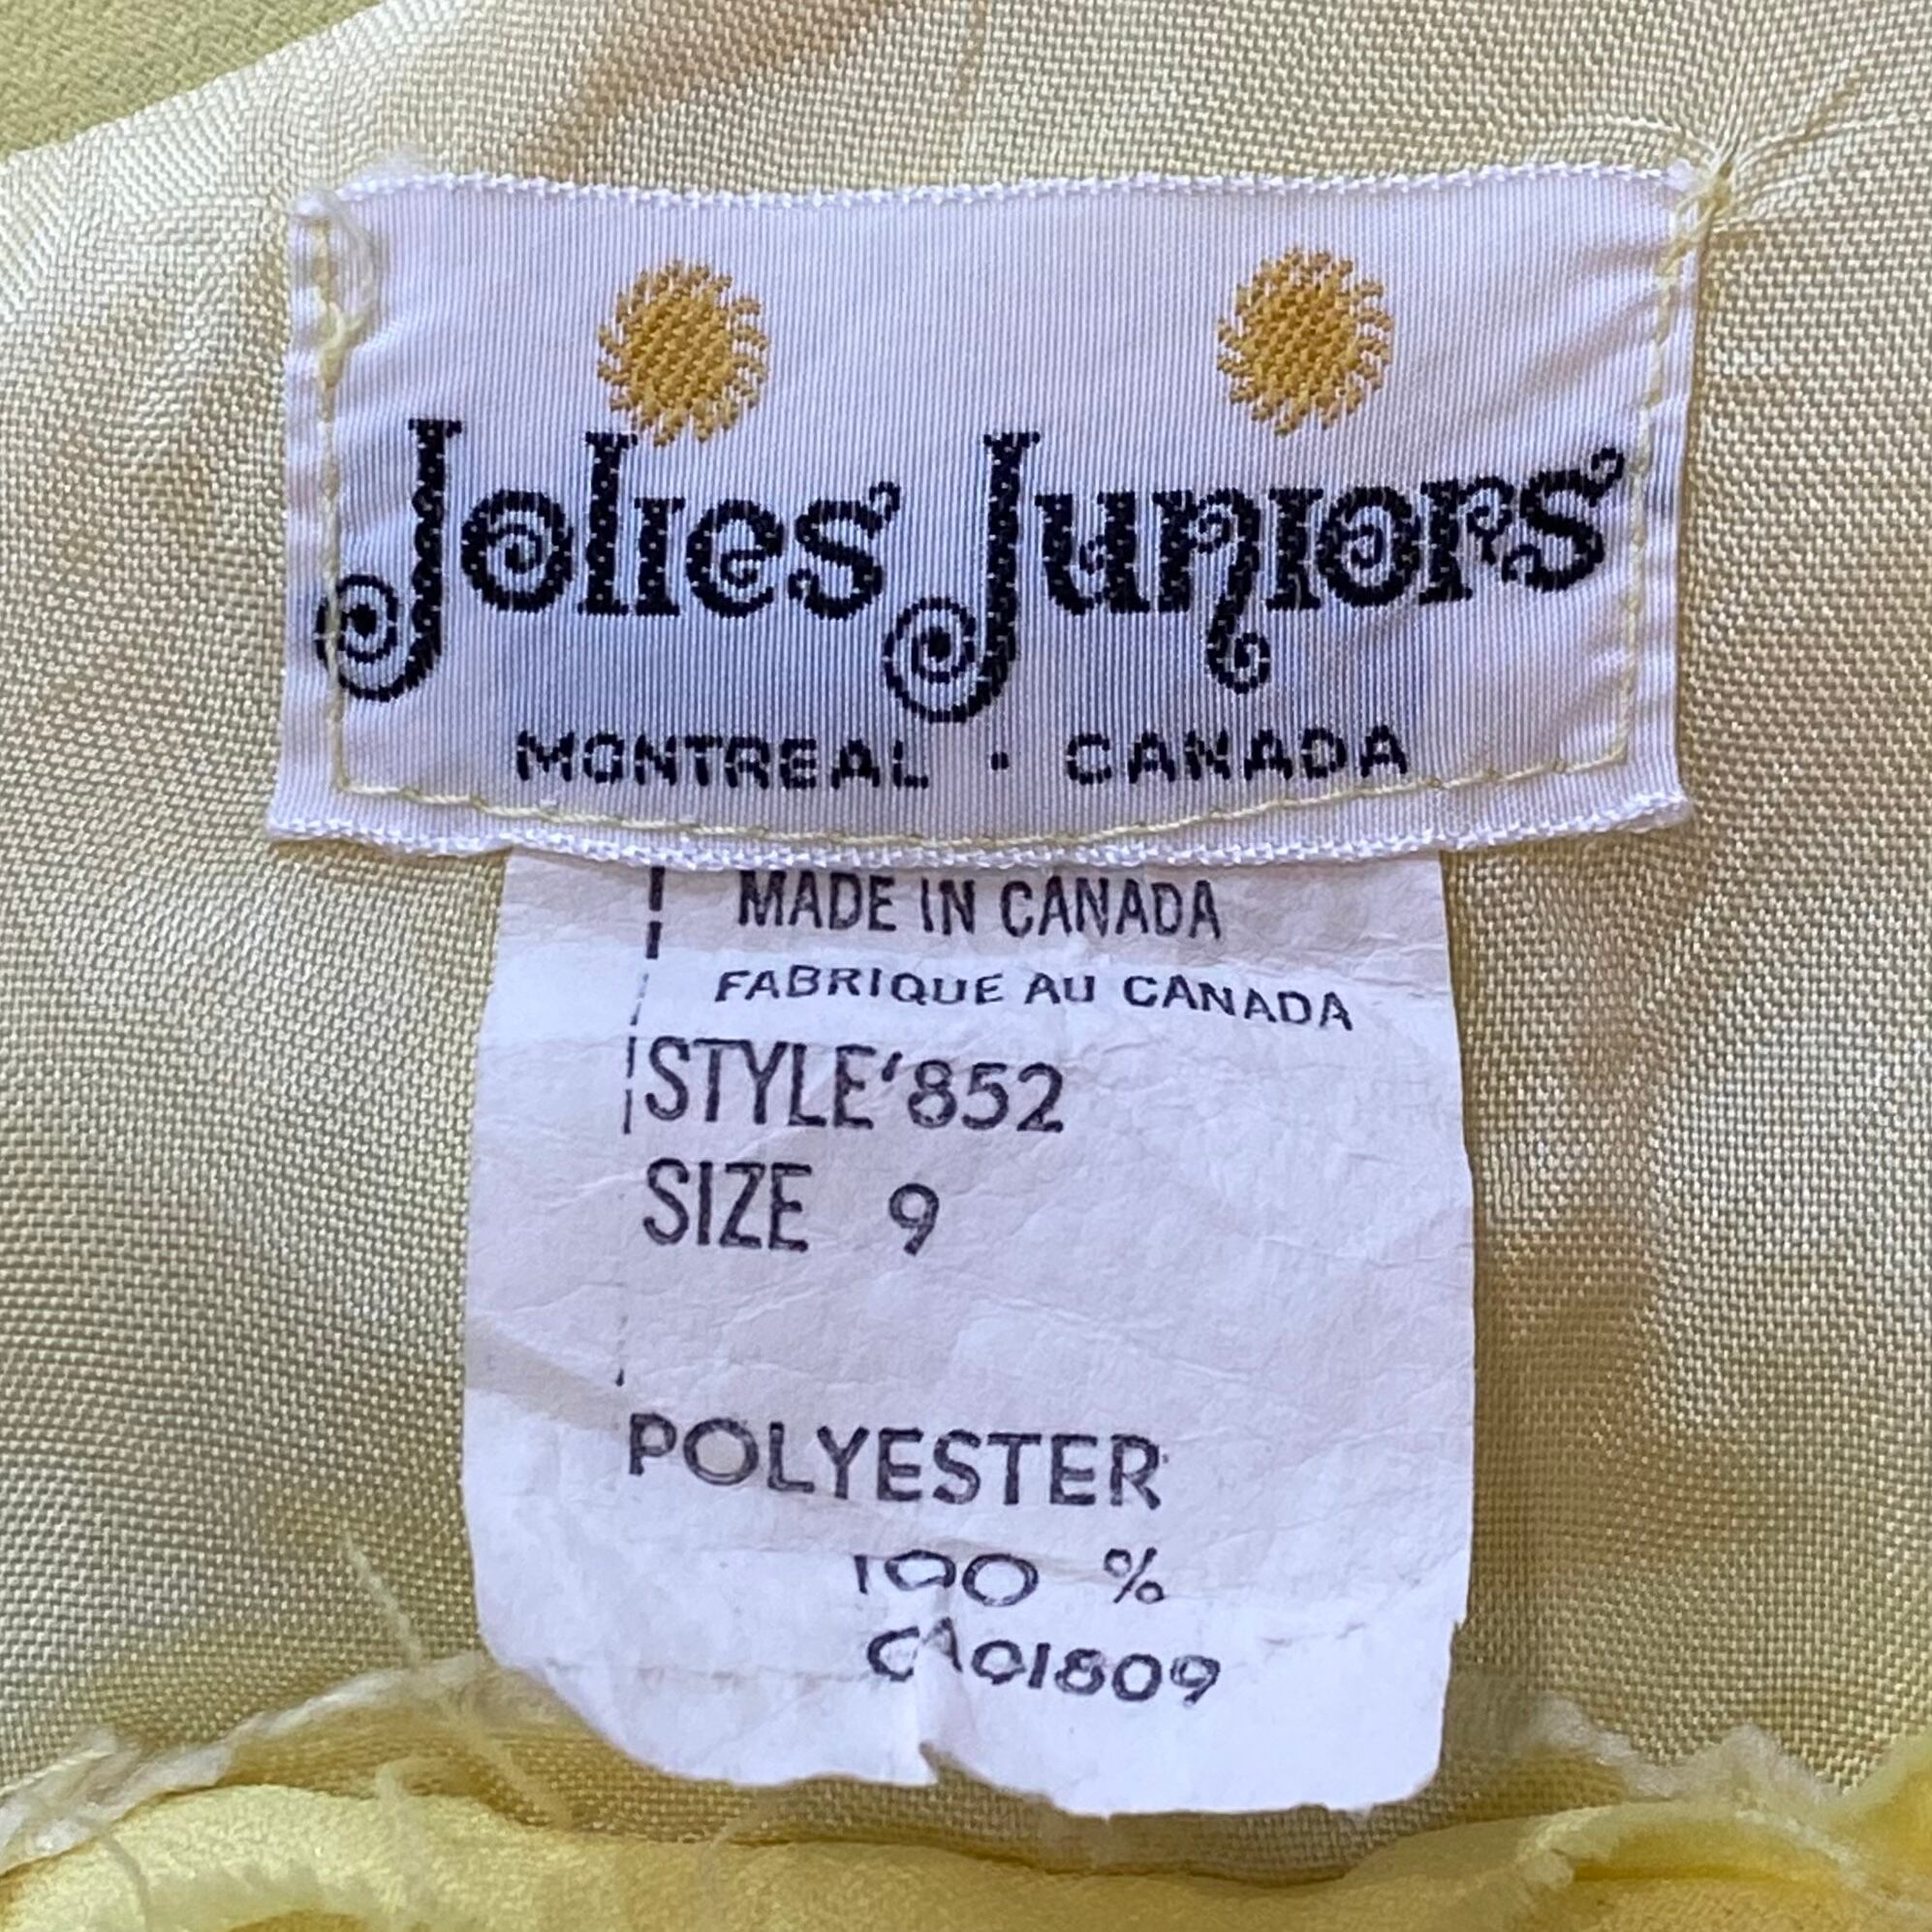 Jolies Juniors
MONTREAL · CANADA
MADE IN CANADA
FABRIQUE AU CANADA
STYLE'852
SIZE 9
POLYESTER
100 %
CA01809